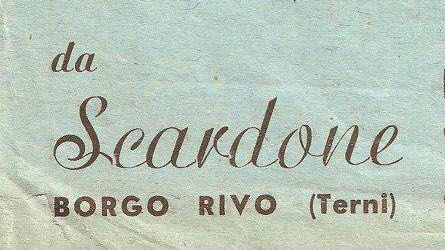 da
Scardone
BORGO RIVO (Terni)